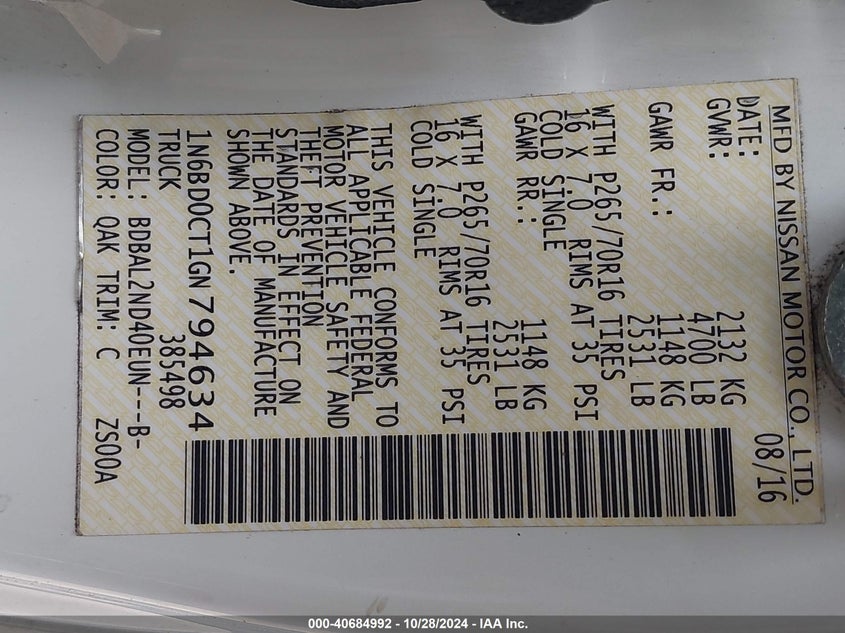 MFD BY NISSAN MOTOR CO., LTD.
DATE: 08/16
GVWR: 2132 KG
4700 LB
GAWR FR.: 1148 KG
2531 LB
WITH P265/70R16 TIRES
16 X 7.0 RIMS AT 35 PSI
COLD SINGLE
GAWR RR.: 1148 KG
2531 LB
WITH P265/70R16 TIRES
16 X 7.0 RIMS AT 35 PSI
COLD SINGLE
THIS VEHICLE CONFORMS TO
ALL APPLICABLE FEDERAL
MOTOR VEHICLE SAFETY AND
THEFT PREVENTION
STANDARDS IN EFFECT ON
THE DATE OF MANUFACTURE
SHOWN ABOVE.
1N6BD0CT1GN794634
TRUCK 385498
MODEL: BDBAL2ND40EUN---B-
COLOR: QAK TRIM: C ZS00A
000-40684992 - 10/28/2024 - IAA Inc.